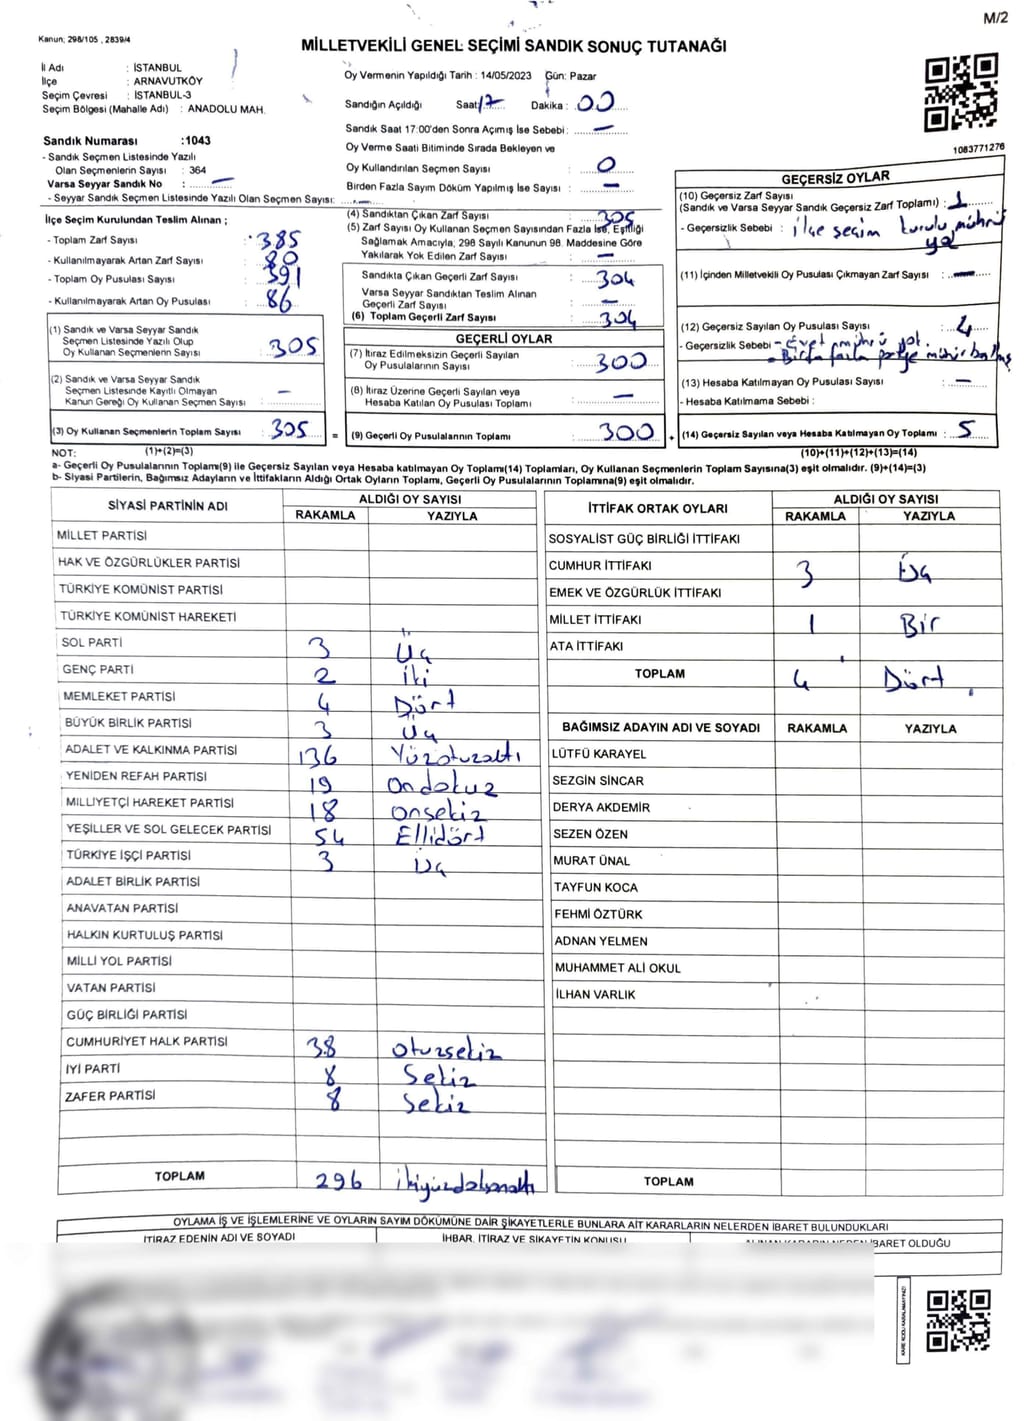 M/2
Kanun; 298/105 , 2839/4
MİLLETVEKİLİ GENEL SEÇİMİ SANDIK SONUÇ TUTANAĞI
İl Adı : İSTANBUL
İlçe : ARNAVUTKÖY
Seçim Çevresi : İSTANBUL-3
Seçim Bölgesi (Mahalle Adı) : ANADOLU MAH.
Sandık Numarası :1043
- Sandık Seçmen Listesinde Yazılı
Olan Seçmenlerin Sayısı : 364
Varsa Seyyar Sandık No : —
- Seyyar Sandık Seçmen Listesinde Yazılı Olan Seçmen Sayısı: —
İlçe Seçim Kurulundan Teslim Alınan ;
- Toplam Zarf Sayısı : 385
- Kullanılmayarak Artan Zarf Sayısı : 80
- Toplam Oy Pusulası : 391
- Kullanılmayarak Artan Oy Pusulası : 86
(1) Sandık ve Varsa Seyyar Sandık
Seçmen Listesinde Yazılı Olup
Oy Kullanan Seçmenlerin Sayısı : 305
(2) Sandık ve Varsa Seyyar Sandık
Seçmen Listesinde Kayıtlı Olmayan
Kanun Gereği Oy Kullanan Seçmen Sayısı : —
(3) Oy Kullanan Seçmenlerin Toplam Sayısı : 305
Oy Vermenin Yapıldığı Tarih : 14/05/2023 Gün: Pazar
Sandığın Açıldığı Saat: 17 Dakika : 00
Sandık Saat 17:00'den Sonra Açımış İse Sebebi : —
Oy Verme Saati Bitiminde Sırada Bekleyen ve
Oy Kullandırılan Seçmen Sayısı : 0
Birden Fazla Sayım Döküm Yapılmış İse Sayısı : —
(4) Sandıktan Çıkan Zarf Sayısı : 305
(5) Zarf Sayısı Oy Kullanan Seçmen Sayısından Fazla İse, Eşitliği
Sağlamak Amacıyla; 298 Sayılı Kanunun 98. Maddesine Göre
Yakılarak Yok Edilen Zarf Sayısı : —
Sandıkta Çıkan Geçerli Zarf Sayısı : 304
Varsa Seyyar Sandıktan Teslim Alınan
Geçerli Zarf Sayısı : —
(6) Toplam Geçerli Zarf Sayısı : 304
GEÇERLİ OYLAR
(7) İtiraz Edilmeksizin Geçerli Sayılan
Oy Pusulalarının Sayısı : 300
(8) İtiraz Üzerine Geçerli Sayılan veya
Hesaba Katılan Oy Pusulası Toplamı : —
= (9) Geçerli Oy Pusulalarının Toplamı : 300
1083771276
GEÇERSİZ OYLAR
(10) Geçersiz Zarf Sayısı
(Sandık ve Varsa Seyyar Sandık Geçersiz Zarf Toplamı) : 1
- Geçersizlik Sebebi : ilçe seçim kurulu mührü
yok
(11) İçinden Milletvekili Oy Pusulası Çıkmayan Zarf Sayısı : —
(12) Geçersiz Sayılan Oy Pusulası Sayısı : 4
- Geçersizlik Sebebi - Evet mührü yok.
- Birden fazla mühür
(13) Hesaba Katılmayan Oy Pusulası Sayısı : —
- Hesaba Katılmama Sebebi :
+ (14) Geçersiz Sayılan veya Hesaba Katılmayan Oy Toplamı : 5
NOT: (1)+(2)=(3) (10)+(11)+(12)+(13)=(14)
a- Geçerli Oy Pusulalarının Toplamı(9) ile Geçersiz Sayılan veya Hesaba katılmayan Oy Toplamı(14) Toplamları, Oy Kullanan Seçmenlerin Toplam Sayısına(3) eşit olmalıdır. (9)+(14)=(3)
b- Siyasi Partilerin, Bağımsız Adayların ve İttifakların Aldığı Ortak Oyların Toplamı, Geçerli Oy Pusulalarının Toplamına(9) eşit olmalıdır.
SİYASİ PARTİNİN ADI ALDIĞI OY SAYISI
RAKAMLA YAZIYLA
MİLLET PARTİSİ
HAK VE ÖZGÜRLÜKLER PARTİSİ
TÜRKİYE KOMÜNİST PARTİSİ
TÜRKİYE KOMÜNİST HAREKETİ
SOL PARTİ 3 Üç
GENÇ PARTİ 2 İki
MEMLEKET PARTİSİ 4 Dört
BÜYÜK BİRLİK PARTİSİ 3 Üç
ADALET VE KALKINMA PARTİSİ 136 Yüzotuzaltı
YENİDEN REFAH PARTİSİ 19 Ondokuz
MİLLİYETÇİ HAREKET PARTİSİ 18 Onsekiz
YEŞİLLER VE SOL GELECEK PARTİSİ 54 Ellidört
TÜRKİYE İŞÇİ PARTİSİ 3 Üç
ADALET BİRLİK PARTİSİ
ANAVATAN PARTİSİ
HALKIN KURTULUŞ PARTİSİ
MİLLİ YOL PARTİSİ
VATAN PARTİSİ
GÜÇ BİRLİĞİ PARTİSİ
CUMHURİYET HALK PARTİSİ 38 Otuzsekiz
İYİ PARTİ 8 Sekiz
ZAFER PARTİSİ 8 Sekiz
TOPLAM 296 ikiyüzdoksanaltı
İTTİFAK ORTAK OYLARI ALDIĞI OY SAYISI
RAKAMLA YAZIYLA
SOSYALİST GÜÇ BİRLİĞİ İTTİFAKI
CUMHUR İTTİFAKI 3 Üç
EMEK VE ÖZGÜRLÜK İTTİFAKI
MİLLET İTTİFAKI 1 Bir
ATA İTTİFAKI
TOPLAM 4 Dört
BAĞIMSIZ ADAYIN ADI VE SOYADI RAKAMLA YAZIYLA
LÜTFÜ KARAYEL
SEZGİN SİNCAR
DERYA AKDEMİR
SEZEN ÖZEN
MURAT ÜNAL
TAYFUN KOCA
FEHMİ ÖZTÜRK
ADNAN YELMEN
MUHAMMET ALİ OKUL
İLHAN VARLIK
TOPLAM
OYLAMA İŞ VE İŞLEMLERİNE VE OYLARIN SAYIM DÖKÜMÜNE DAİR ŞİKAYETLERLE BUNLARA AİT KARARLARIN NELERDEN İBARET BULUNDUKLARI
İTİRAZ EDENİN ADI VE SOYADI İHBAR, İTİRAZ VE ŞİKAYETİN KONUSU İBARET OLDUĞU